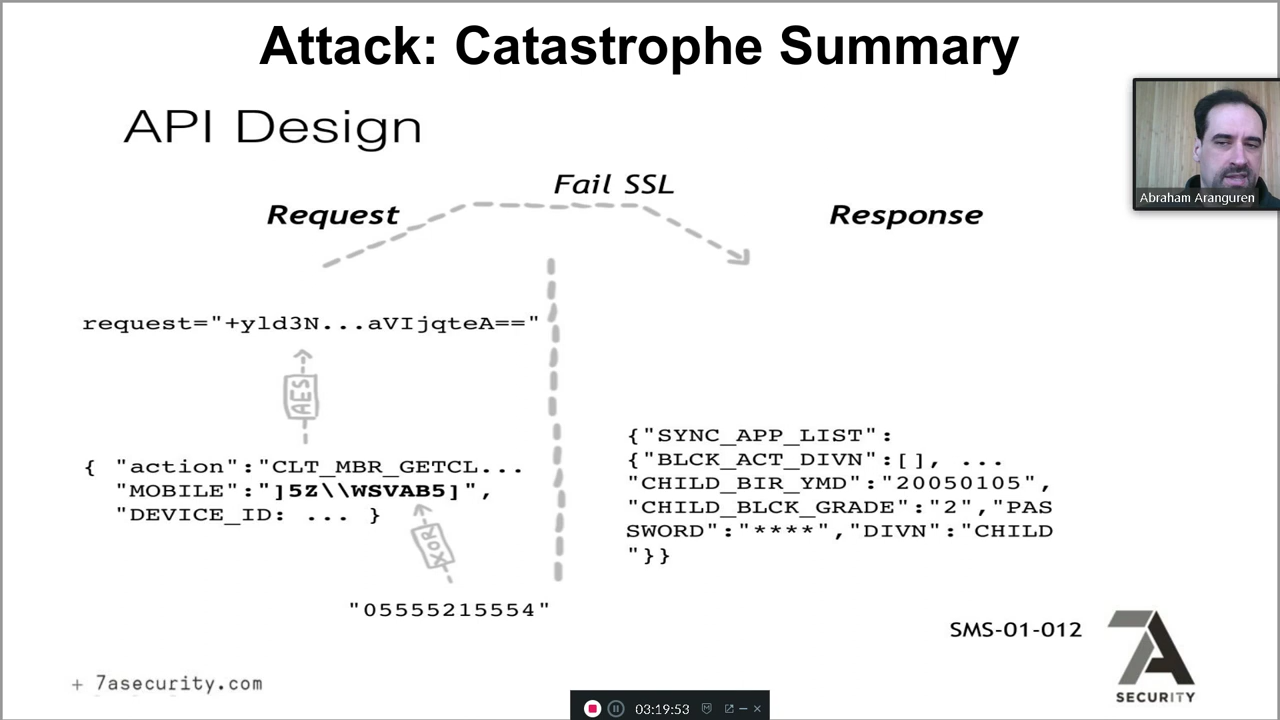 Attack: Catastrophe Summary
API Design
Abraham Aranguren
Fail SSL
Request
Response
request="+yld3N...aVIjqteA=="
AES
{ "action":"CLT_MBR_GETCL...
"MOBILE":"]5Z\\WSVAB5]",
"DEVICE_ID: ... }
XOR
"05555215554"
{"SYNC_APP_LIST":
{"BLCK_ACT_DIVN":[], ...
"CHILD_BIR_YMD":"20050105",
"CHILD_BLCK_GRADE":"2","PAS
SWORD":"****","DIVN":"CHILD
"}}
SMS-01-012
7A
SECURITY
+ 7asecurity.com
03:19:53